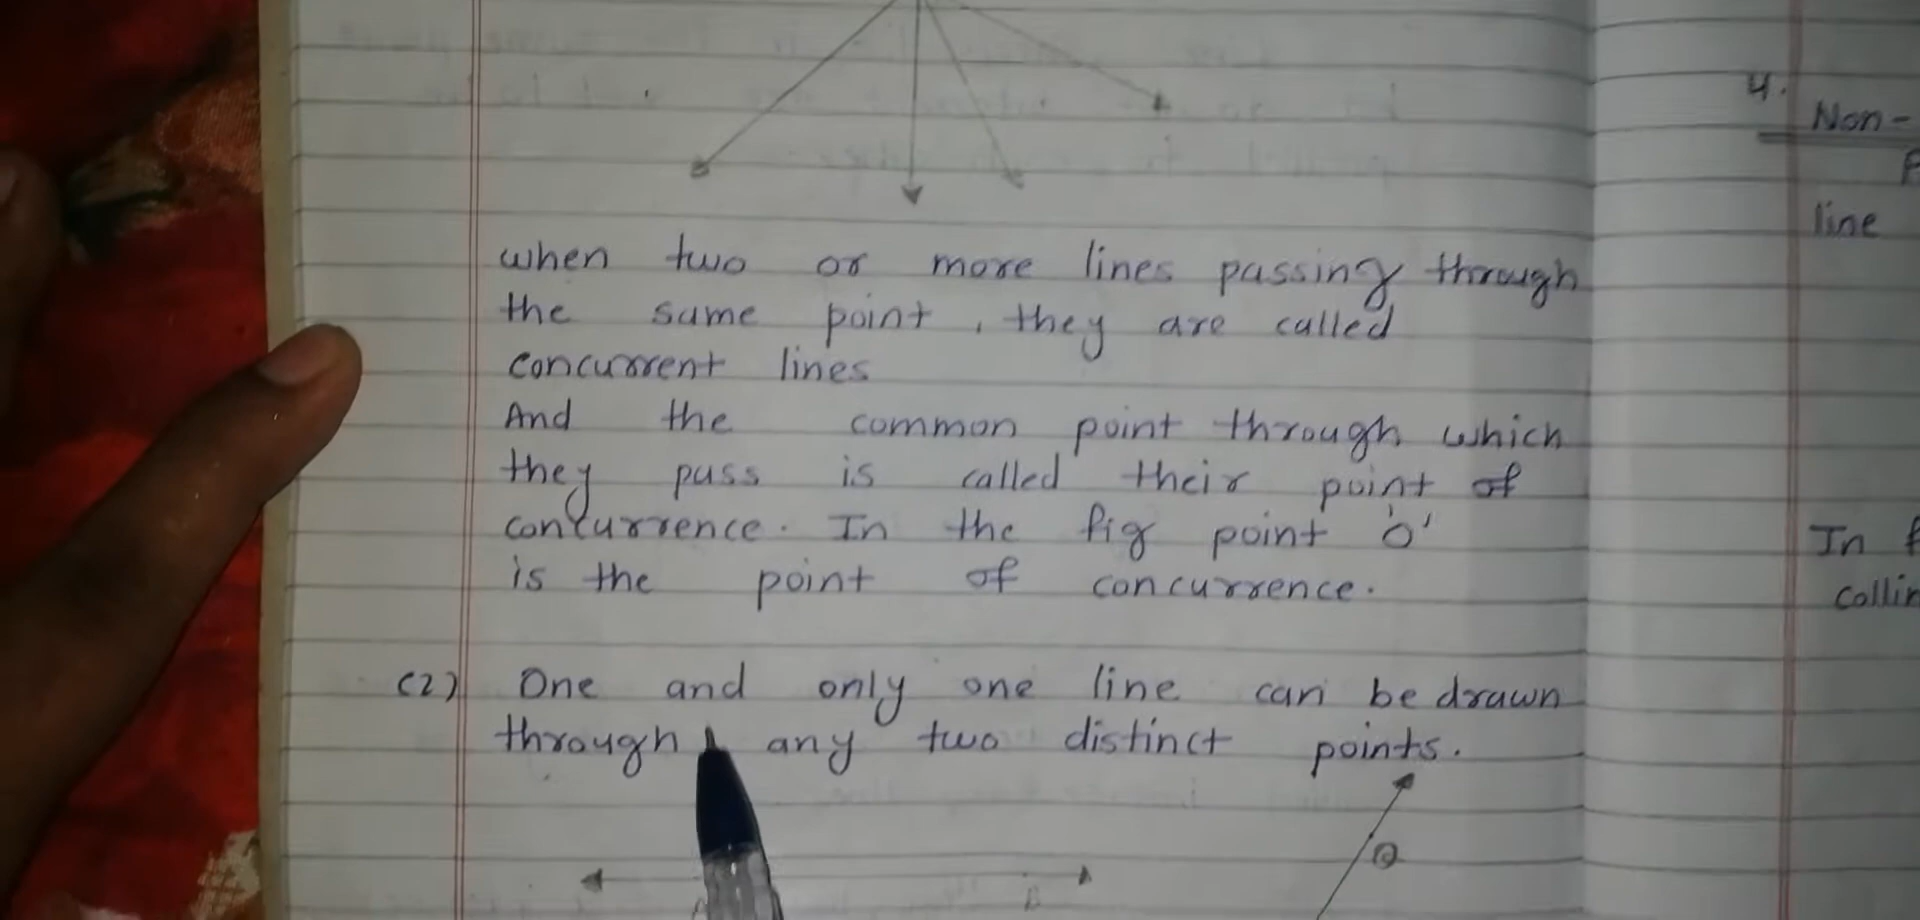 when two or more lines passing through
the same point, they are called
concurrent lines
And the common point through which
they pass is called their point of
concurrence. In the fig point 'O'
is the point of concurrence.
(2) One and only one line can be drawn
through any two distinct points.
Q
4.
Non-
line
In